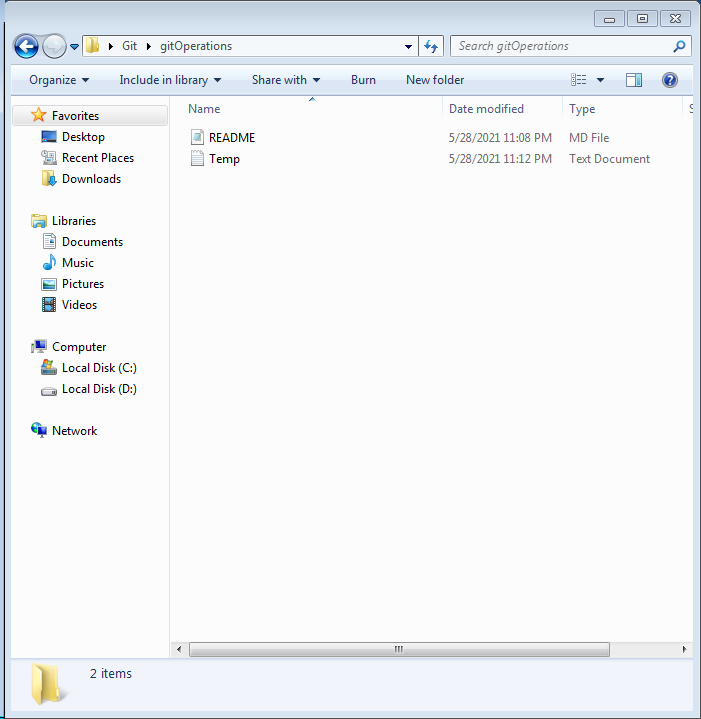 Git gitOperations
Search gitOperations
Organize Include in library Share with Burn New folder
Name Date modified Type
Favorites
Desktop
Recent Places
Downloads
Libraries
Documents
Music
Pictures
Videos
Computer
Local Disk (C:)
Local Disk (D:)
Network
README 5/28/2021 11:08 PM MD File
Temp 5/28/2021 11:12 PM Text Document
2 items